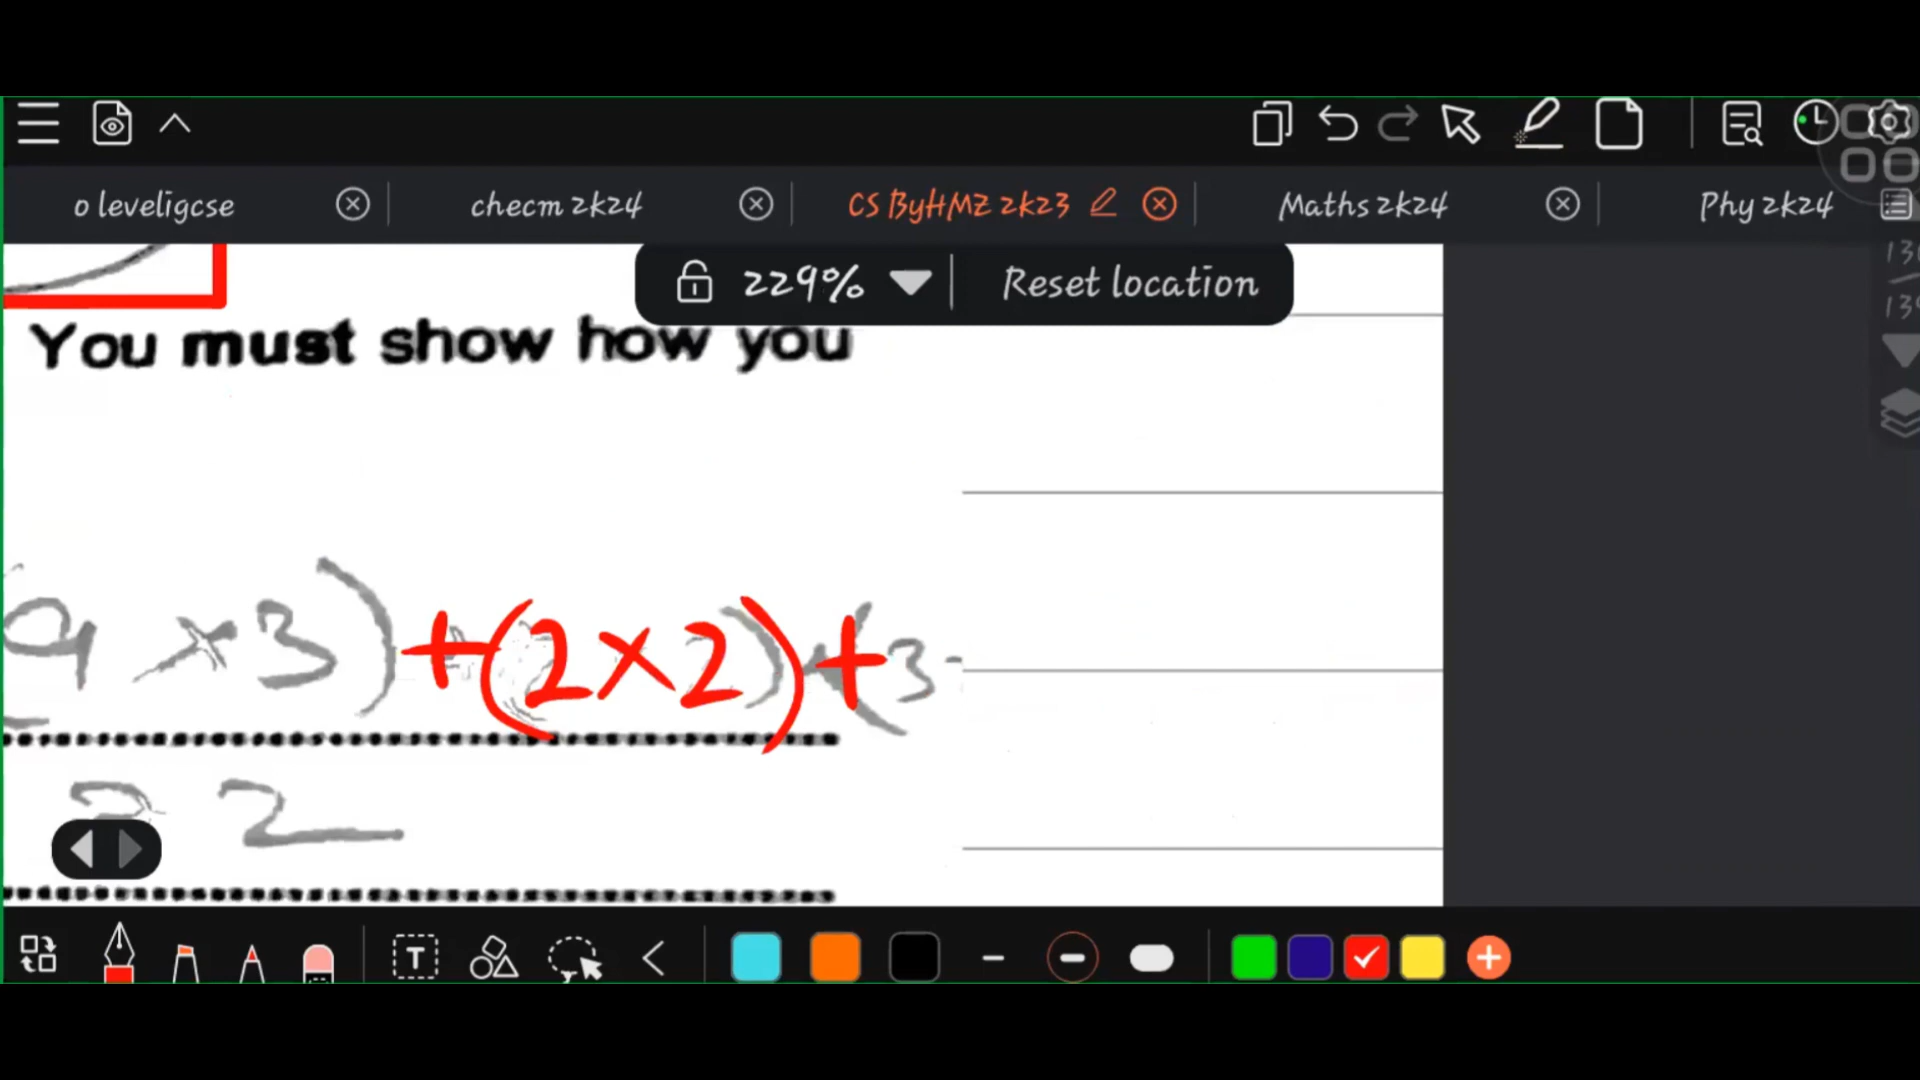 o leveligcse checm 2k24 CS ByHMZ 2k23 Maths 2k24 Phy 2k24
229% Reset location
You must show how you
9 × 3) + (2 × 2) + (3
2 2
T